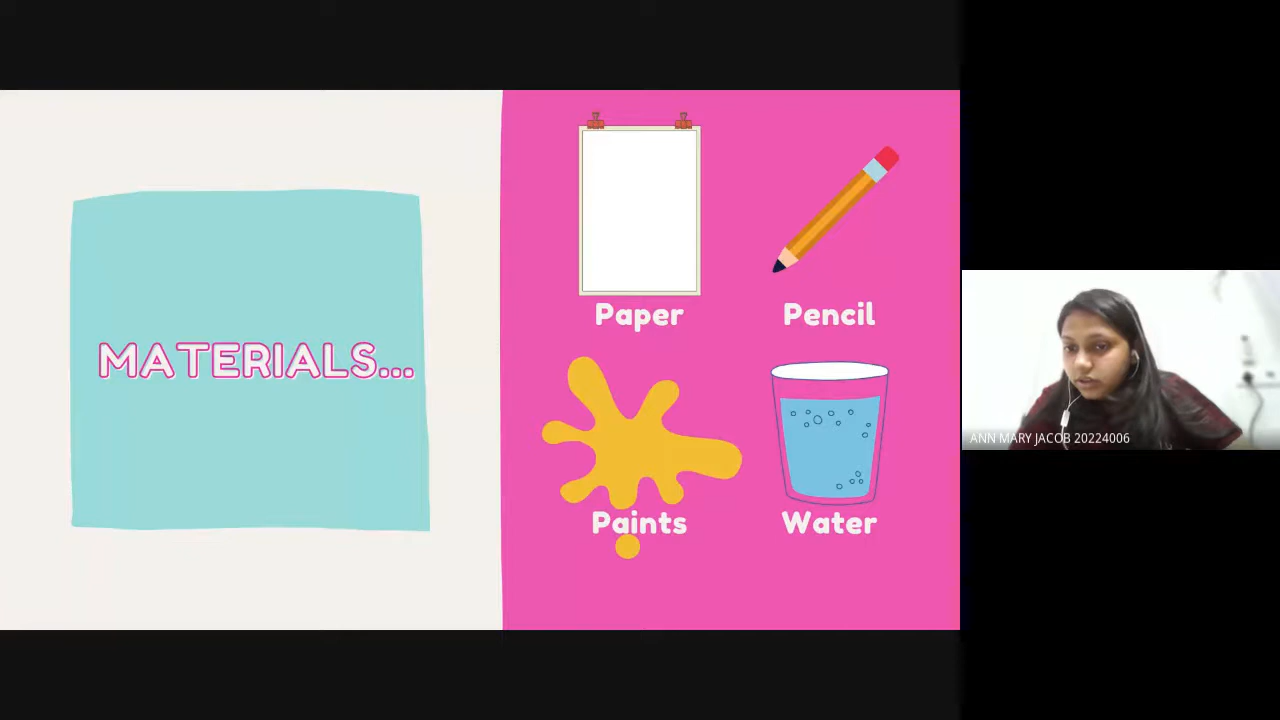 MATERIALS...
Paper
Pencil
Paints
Water
ANN MARY JACOB 20224006